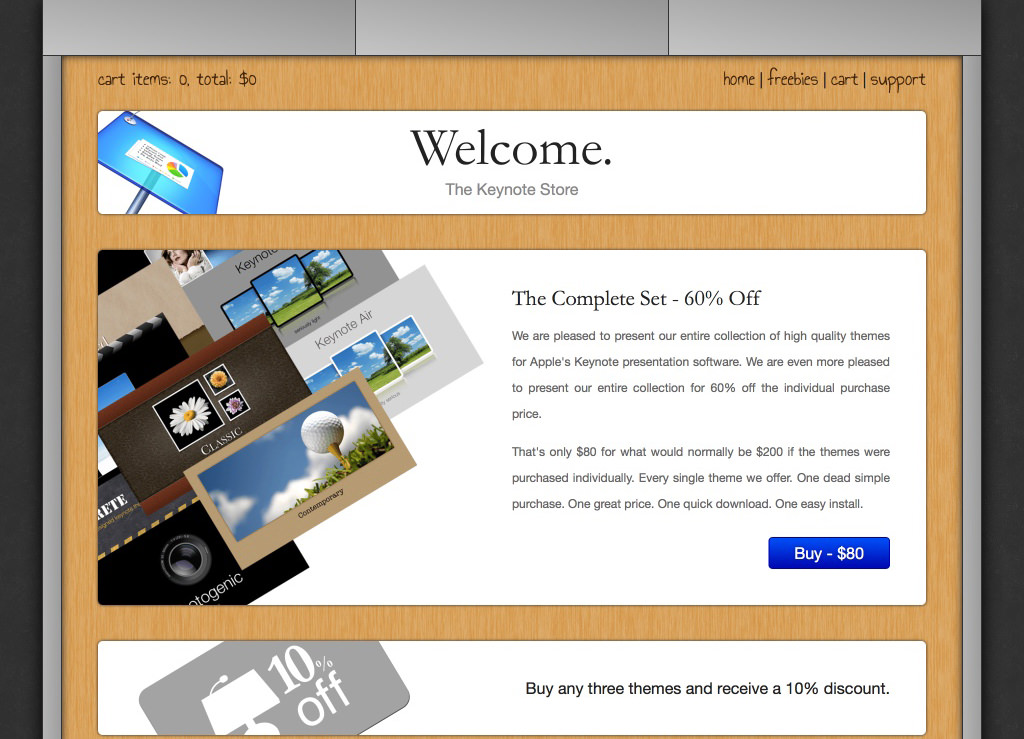 cart items: 0, total: $0
home | freebies | cart | support
Welcome.
The Keynote Store
Keynote
seriously light
Keynote Air
CLASSIC
Contemporary
The Complete Set - 60% Off
We are pleased to present our entire collection of high quality themes
for Apple's Keynote presentation software. We are even more pleased
to present our entire collection for 60% off the individual purchase
price.
That's only $80 for what would normally be $200 if the themes were
purchased individually. Every single theme we offer. One dead simple
purchase. One great price. One quick download. One easy install.
Buy - $80
10%
off
Buy any three themes and receive a 10% discount.